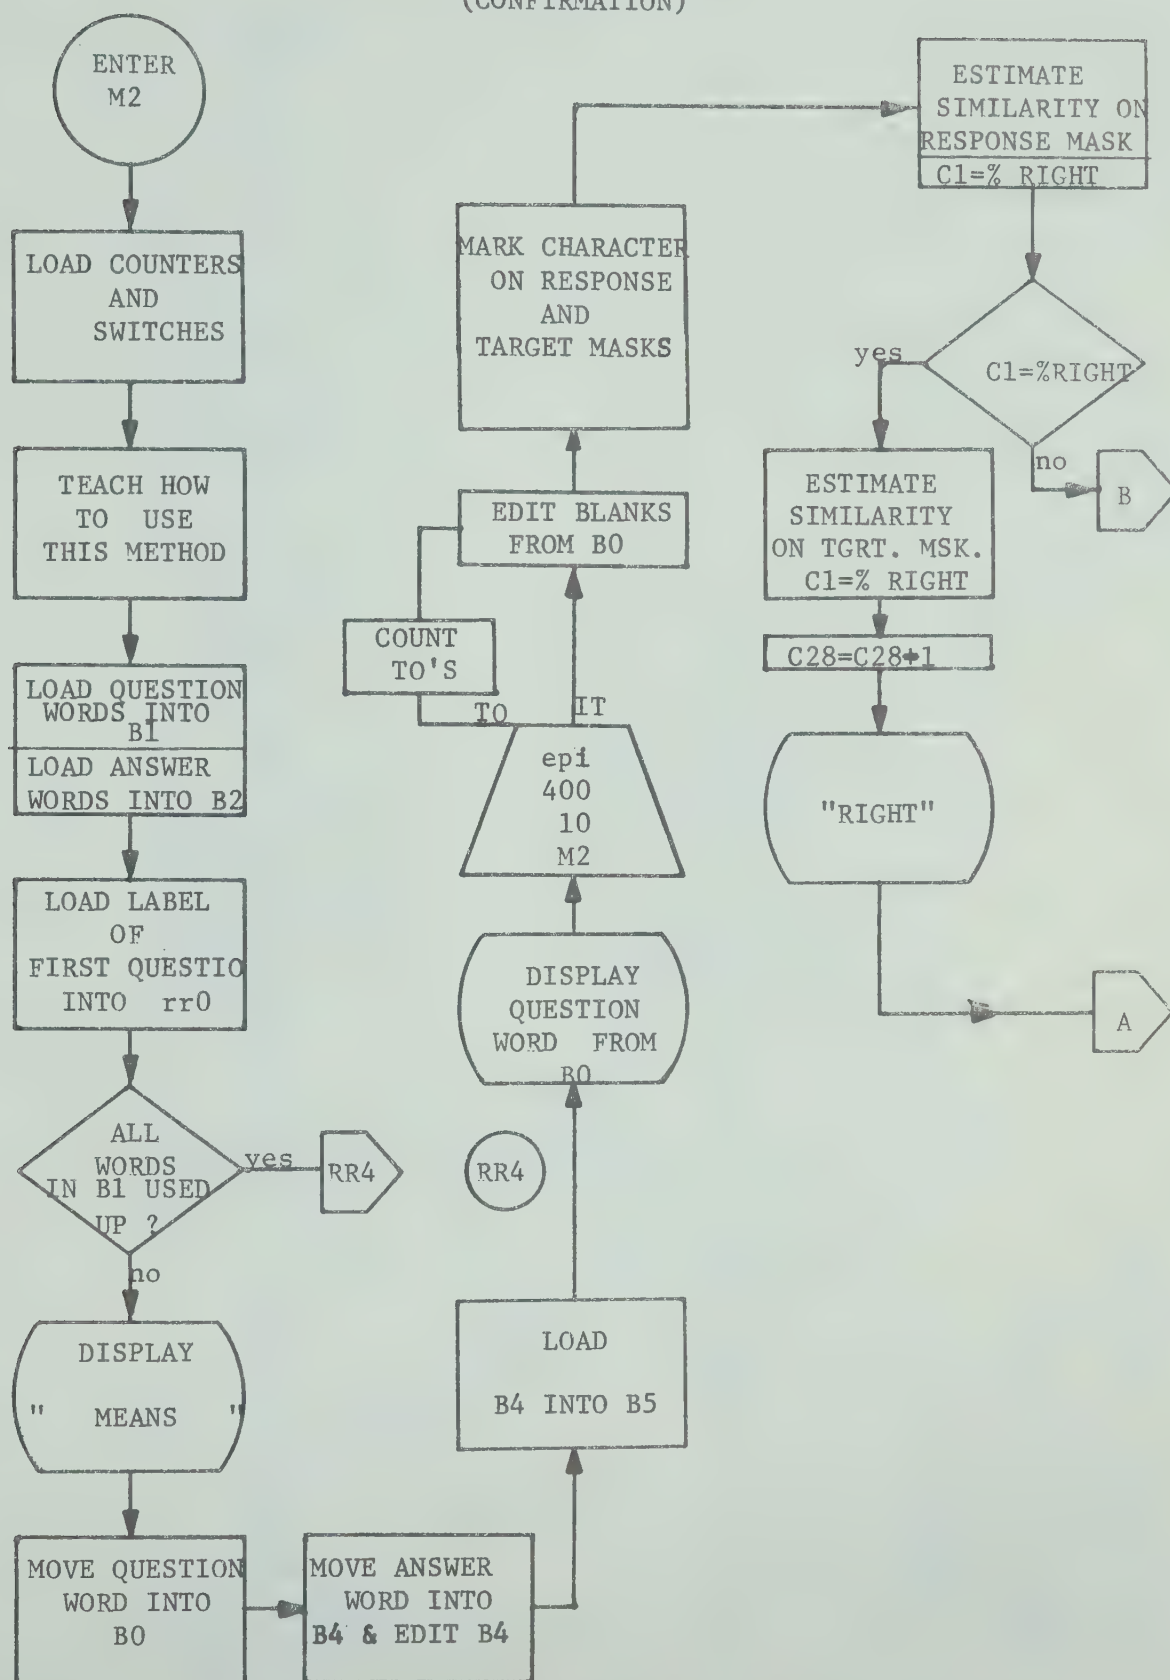 (CONFIRMATION)
ENTER
M2
LOAD COUNTERS
AND
SWITCHES
TEACH HOW
TO USE
THIS METHOD
LOAD QUESTION
WORDS INTO
B1
LOAD ANSWER
WORDS INTO B2
LOAD LABEL
OF
FIRST QUESTIO
INTO rr0
ALL
WORDS
IN B1 USED
UP ?
yes
RR4
no
DISPLAY
" MEANS "
MOVE QUESTION
WORD INTO
B0
MOVE ANSWER
WORD INTO
B4 & EDIT B4
LOAD
B4 INTO B5
RR4
DISPLAY
QUESTION
WORD FROM
B0
epi
400
10
M2
TO
IT
COUNT
TO'S
EDIT BLANKS
FROM B0
MARK CHARACTER
ON RESPONSE
AND
TARGET MASKS
ESTIMATE
SIMILARITY ON
RESPONSE MASK
C1=% RIGHT
C1=%RIGHT
yes
no
B
ESTIMATE
SIMILARITY
ON TGRT. MSK.
C1=% RIGHT
C28=C28+1
"RIGHT"
A